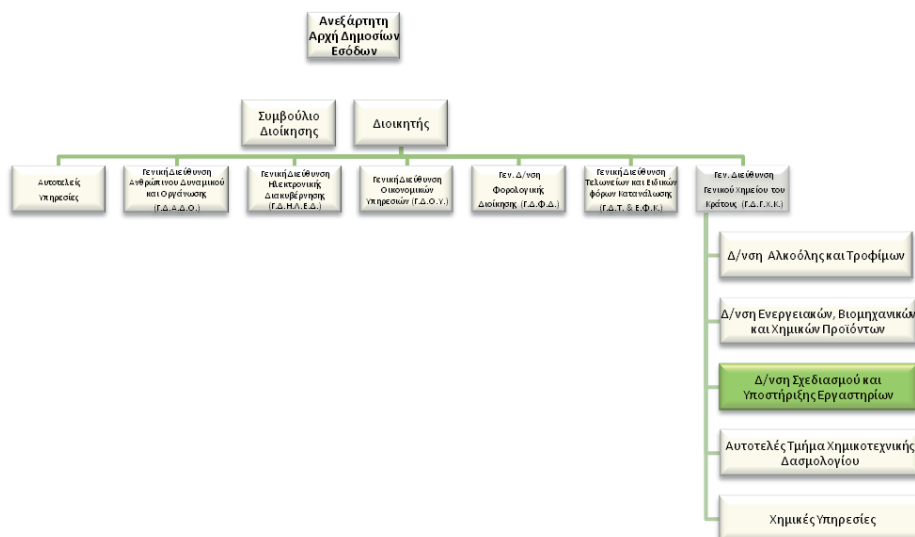 Ανεξάρτητη
Αρχή Δημοσίων
Εσόδων
Συμβούλιο
Διοίκησης
Διοικητής
Αυτοτελείς
Υπηρεσίες
Γενική Διεύθυνση
Ανθρώπινου Δυναμικού
και Οργάνωσης
(Γ.Δ.Α.Δ.Ο.)
Γενική Διεύθυνση
Ηλεκτρονικής
Διακυβέρνησης
(Γ.Δ.ΗΛ.Ε.Δ.)
Γενική Διεύθυνση
Οικονομικών
Υπηρεσιών (Γ.Δ.Ο.Υ.)
Γεν. Δ/νση
Φορολογικής
Διοίκησης (Γ.Δ.Φ.Δ.)
Γενική Διεύθυνση
Τελωνείων και Ειδικών
φόρων Κατανάλωσης
(Γ.Δ.Τ. & Ε.Φ.Κ.)
Γεν. Διεύθυνση
Γενικού Χημείου του
Κράτους (Γ.Δ.Γ.Χ.Κ.)
Δ/νση Αλκοόλης και Τροφίμων
Δ/νση Ενεργειακών, Βιομηχανικών
και Χημικών Προϊόντων
Δ/νση Σχεδιασμού και
Υποστήριξης Εργαστηρίων
Αυτοτελές Τμήμα Χημικοτεχνικής
Δασμολογίου
Χημικές Υπηρεσίες